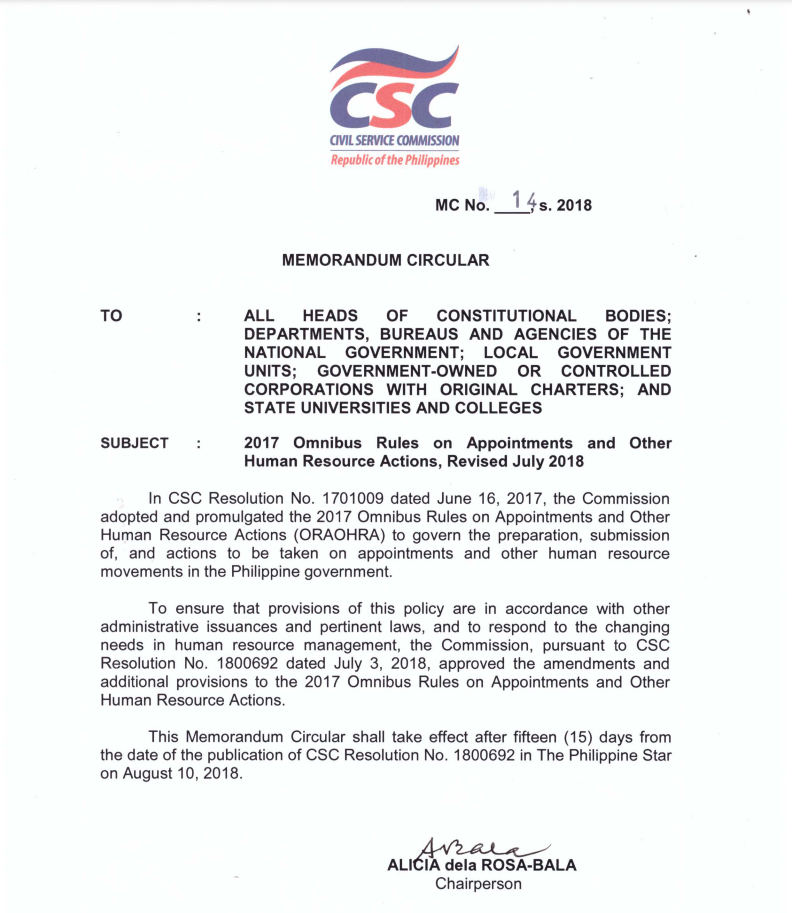 CSC
CIVIL SERVICE COMMISSION
Republic of the Philippines
MC No. 14, s. 2018
MEMORANDUM CIRCULAR
TO : ALL HEADS OF CONSTITUTIONAL BODIES;
DEPARTMENTS, BUREAUS AND AGENCIES OF THE
NATIONAL GOVERNMENT; LOCAL GOVERNMENT
UNITS; GOVERNMENT-OWNED OR CONTROLLED
CORPORATIONS WITH ORIGINAL CHARTERS; AND
STATE UNIVERSITIES AND COLLEGES
SUBJECT : 2017 Omnibus Rules on Appointments and Other
Human Resource Actions, Revised July 2018
In CSC Resolution No. 1701009 dated June 16, 2017, the Commission
adopted and promulgated the 2017 Omnibus Rules on Appointments and Other
Human Resource Actions (ORAOHRA) to govern the preparation, submission
of, and actions to be taken on appointments and other human resource
movements in the Philippine government.
To ensure that provisions of this policy are in accordance with other
administrative issuances and pertinent laws, and to respond to the changing
needs in human resource management, the Commission, pursuant to CSC
Resolution No. 1800692 dated July 3, 2018, approved the amendments and
additional provisions to the 2017 Omnibus Rules on Appointments and Other
Human Resource Actions.
This Memorandum Circular shall take effect after fifteen (15) days from
the date of the publication of CSC Resolution No. 1800692 in The Philippine Star
on August 10, 2018.
ALICIA dela ROSA-BALA
Chairperson